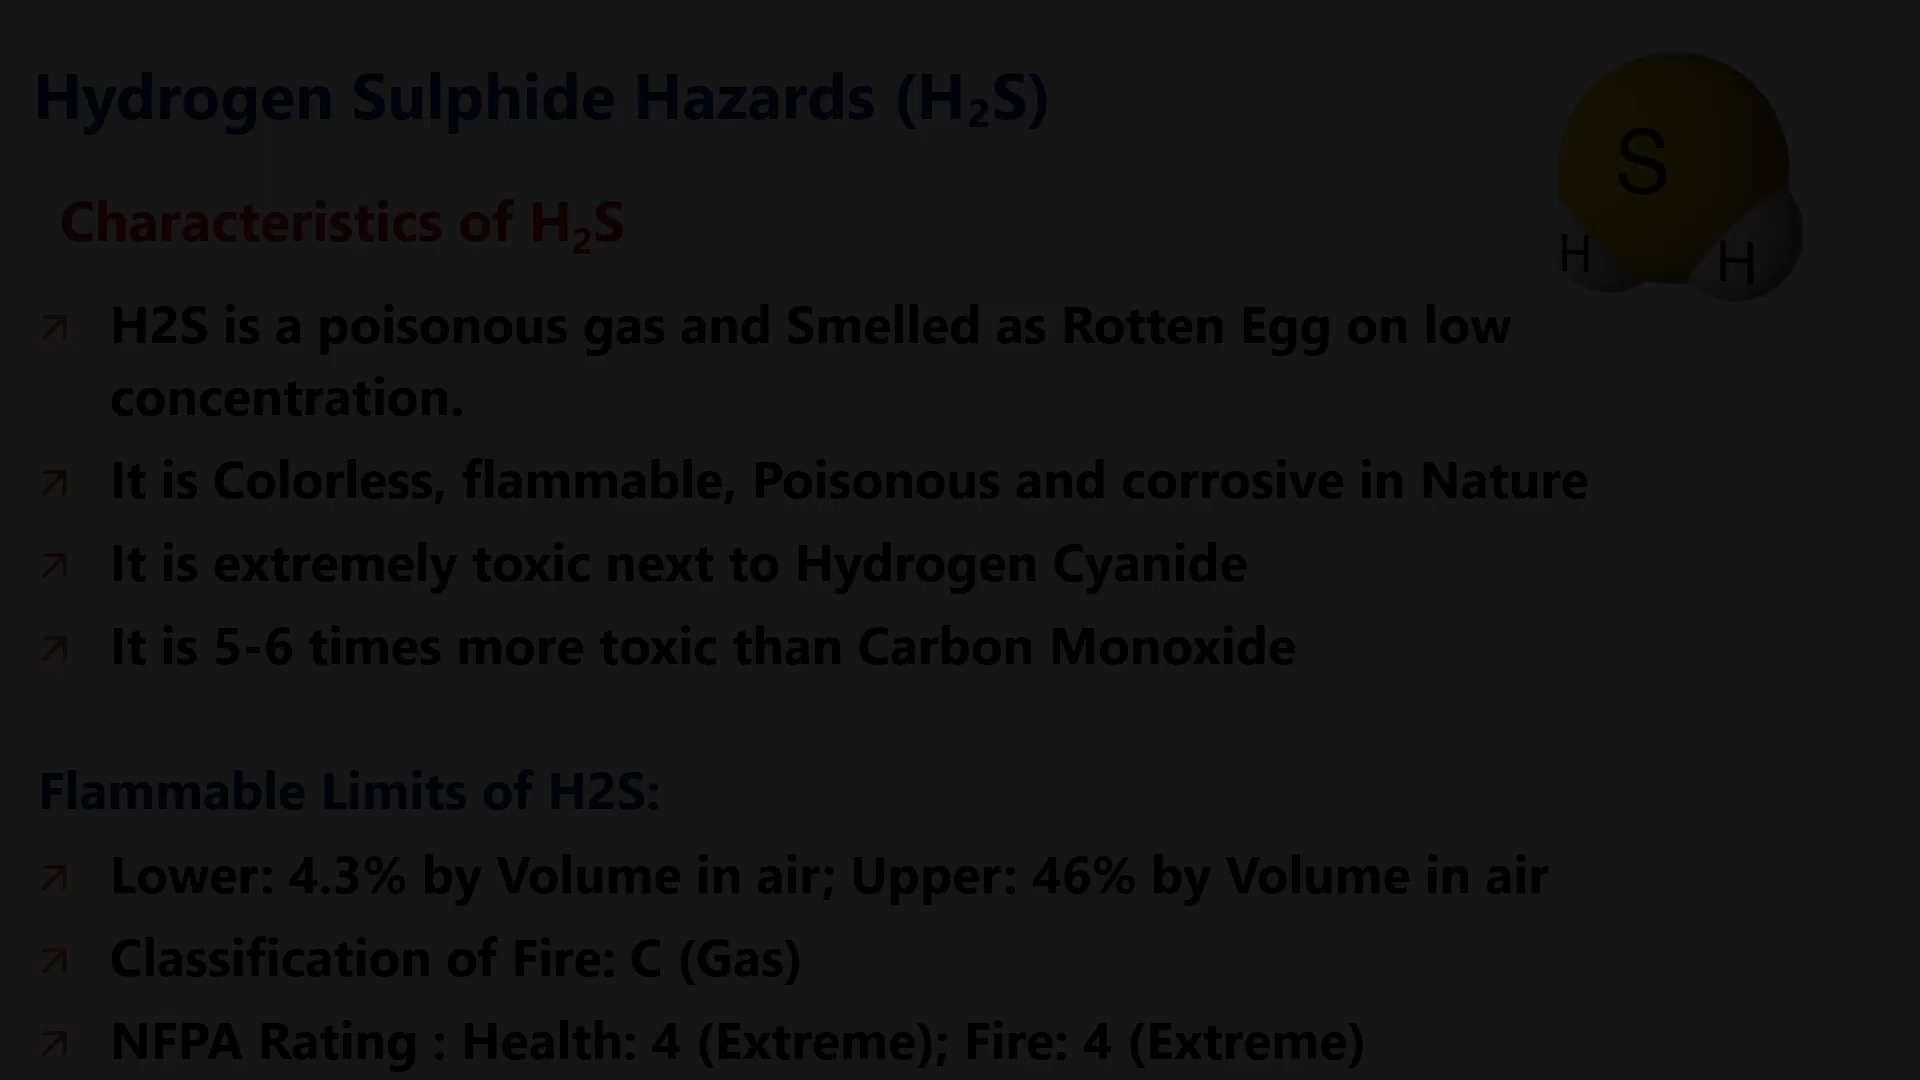 Hydrogen Sulphide Hazards (H₂S)
Characteristics of H₂S
S
H H
H2S is a poisonous gas and Smelled as Rotten Egg on low
concentration.
It is Colorless, flammable, Poisonous and corrosive in Nature
It is extremely toxic next to Hydrogen Cyanide
It is 5-6 times more toxic than Carbon Monoxide
Flammable Limits of H2S:
Lower: 4.3% by Volume in air; Upper: 46% by Volume in air
Classification of Fire: C (Gas)
NFPA Rating : Health: 4 (Extreme); Fire: 4 (Extreme)